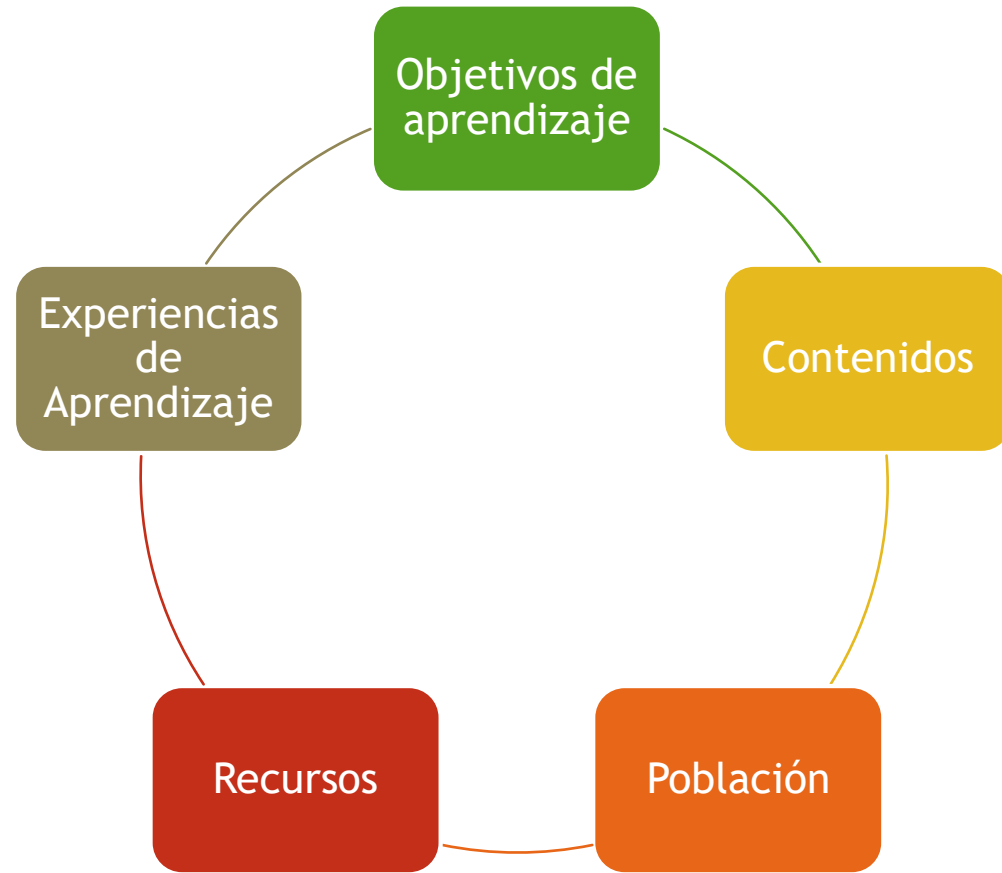 Objetivos de
aprendizaje
Contenidos
Población
Recursos
Experiencias
de
Aprendizaje